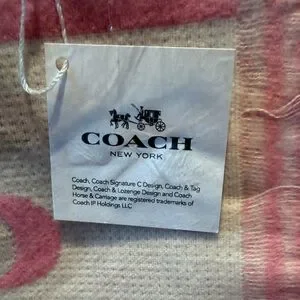 COACH
NEW YORK
Coach, Coach Signature C Design, Coach & Tag
Design, Coach & Lozenge Design and Coach
Horse & Carriage are registered trademarks of
Coach IP Holdings LLC